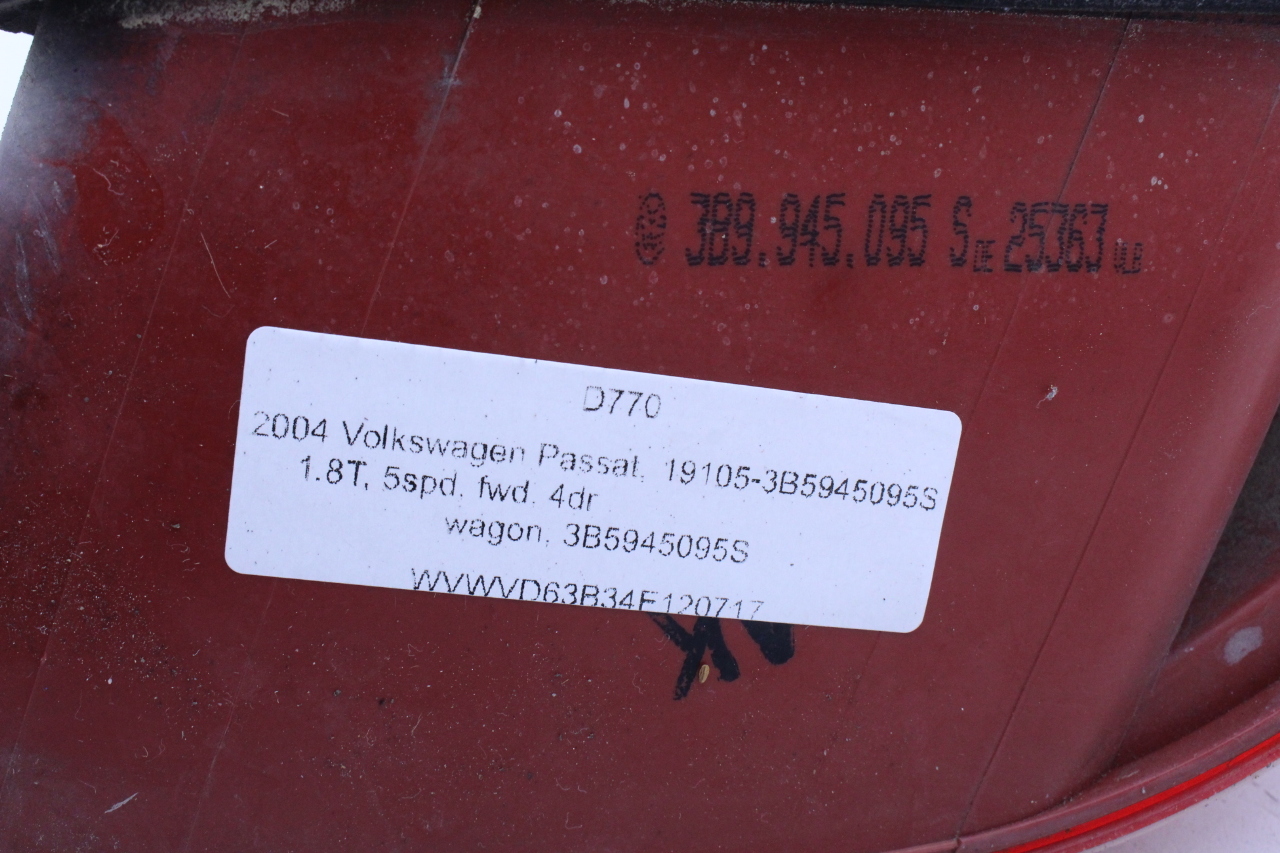 3B9.945.095 S DE 25363
D770
2004 Volkswagen Passat, 19105-3B5945095S
1.8T, 5spd, fwd, 4dr
wagon, 3B5945095S
WVWVD63B34E120717